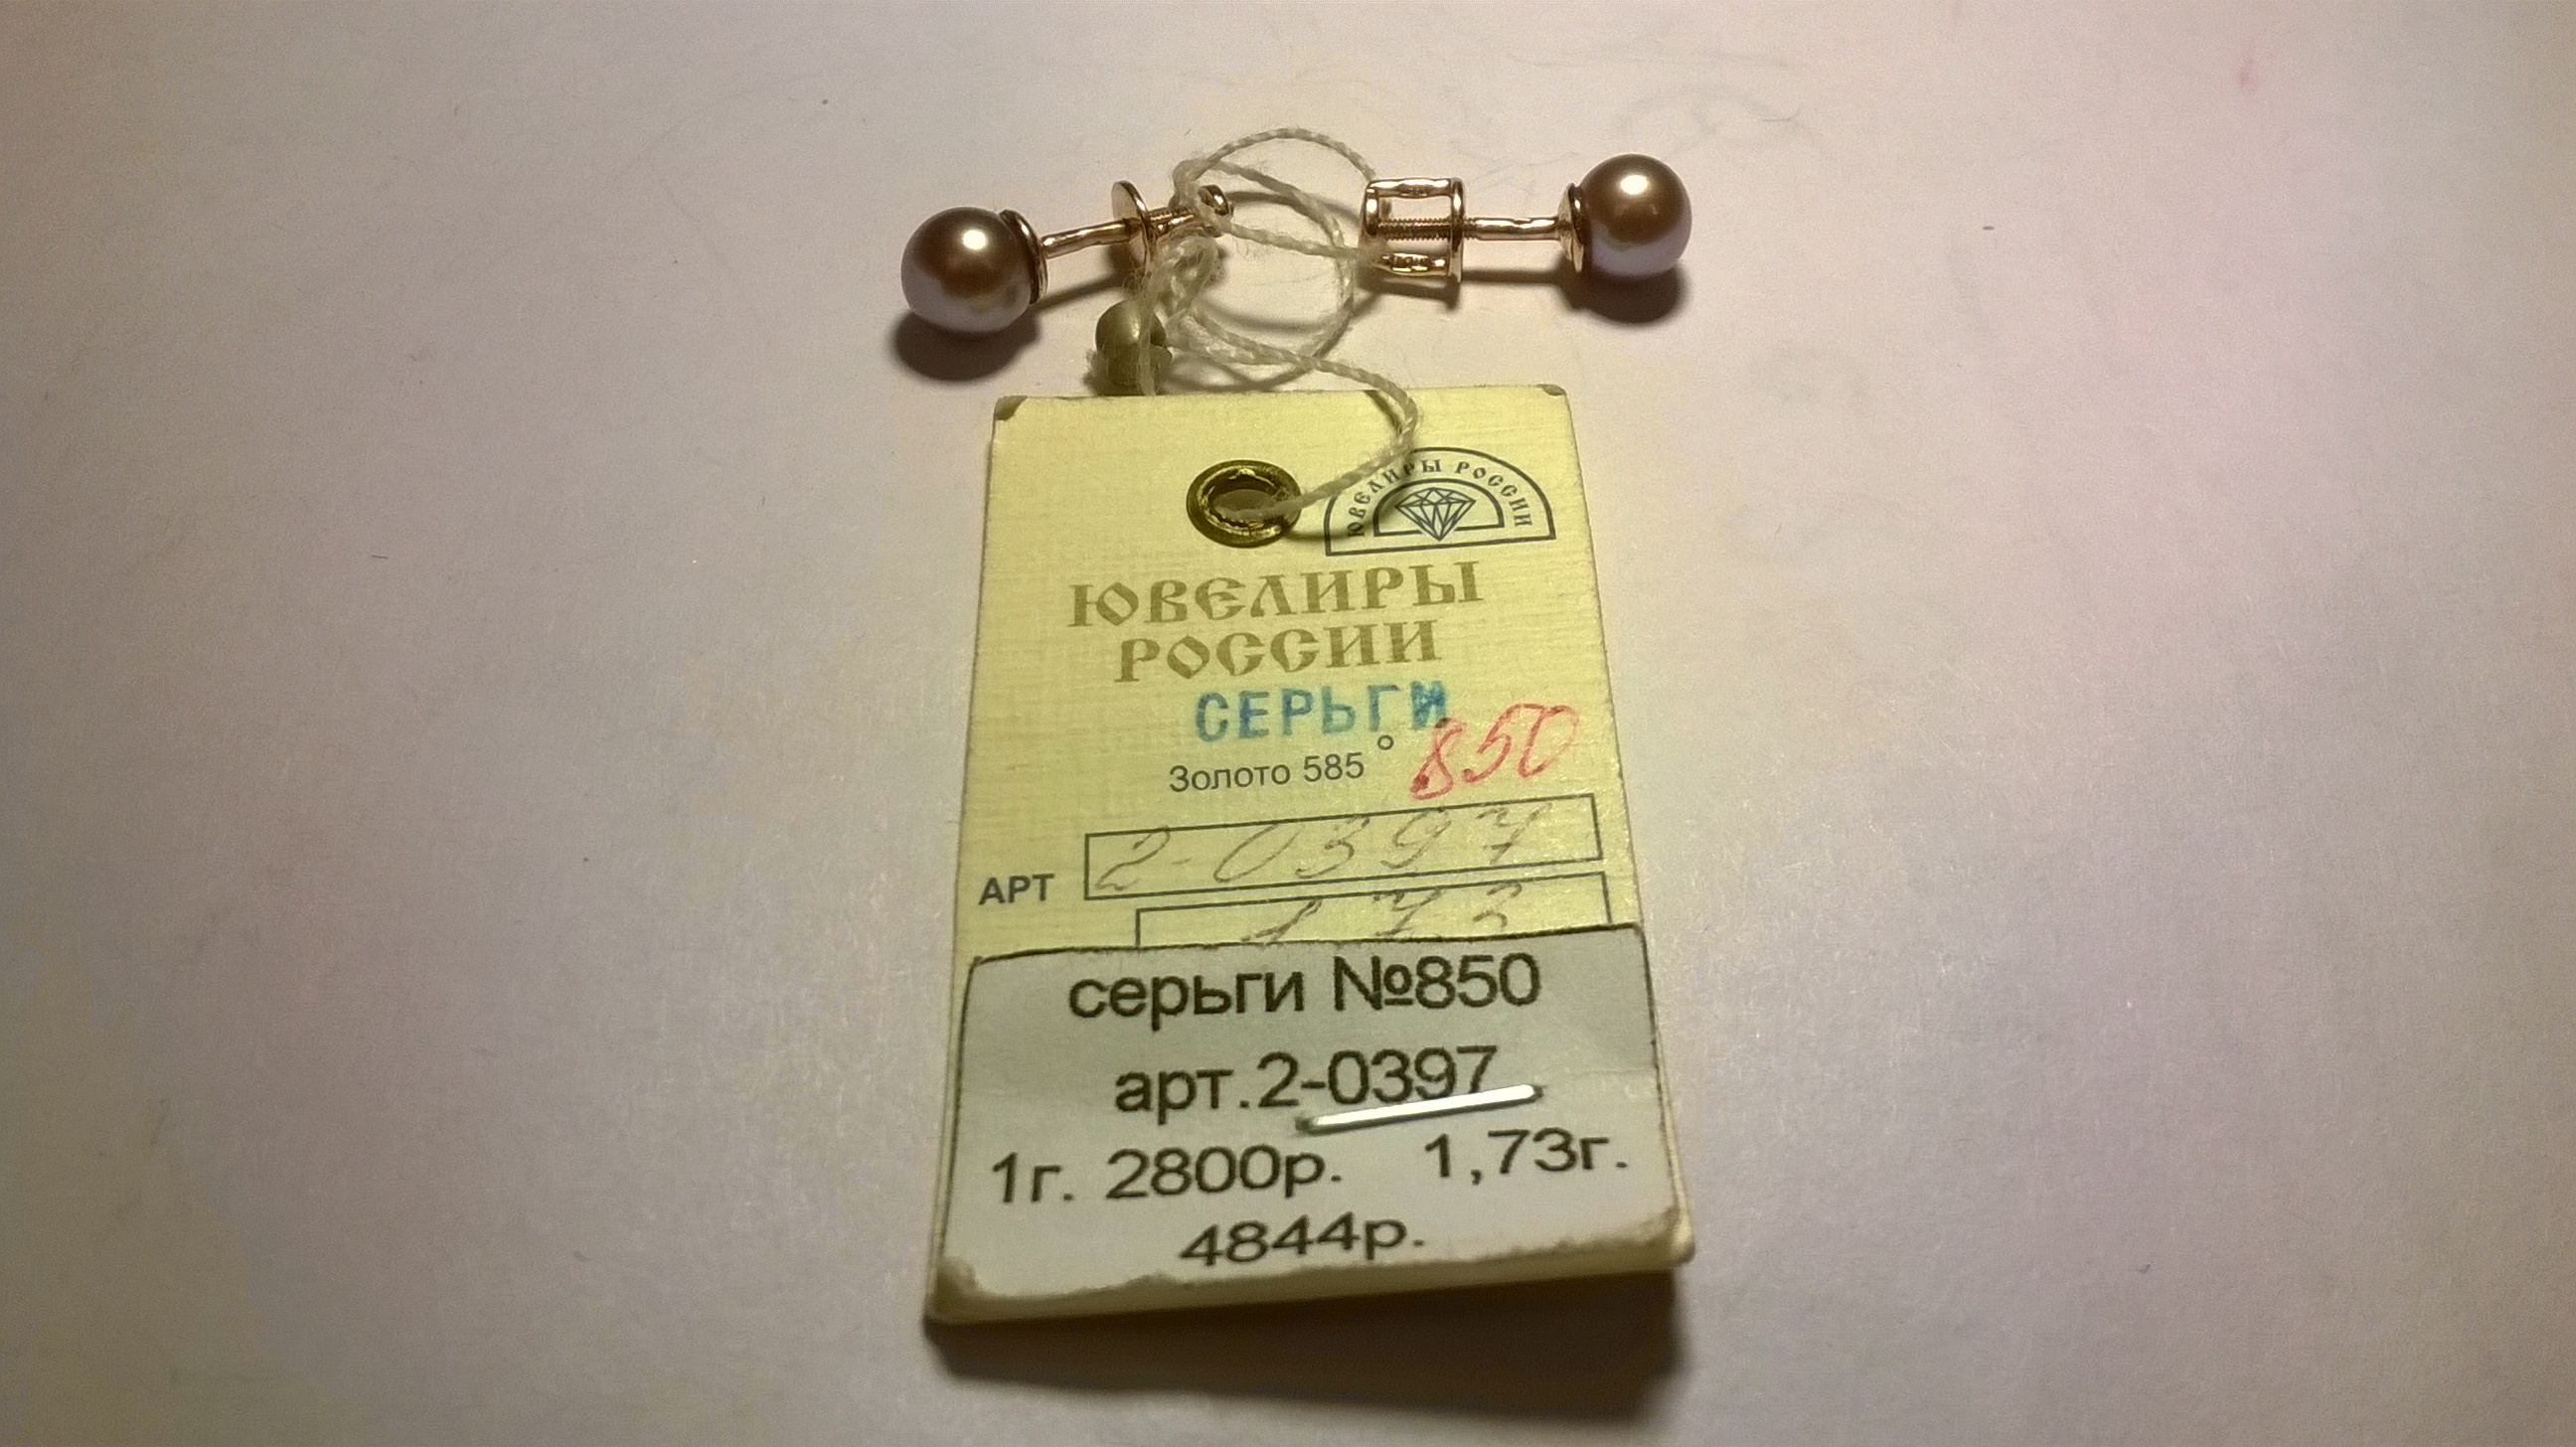 ЮВЕЛИРЫ РОССИИ
ЮВЕЛИРЫ
РОССИИ
СЕРЬГИ
Золото 585° 850
АРТ 2-0397
173
серьги №850
арт.2-0397
1г. 2800р. 1,73г.
4844р.